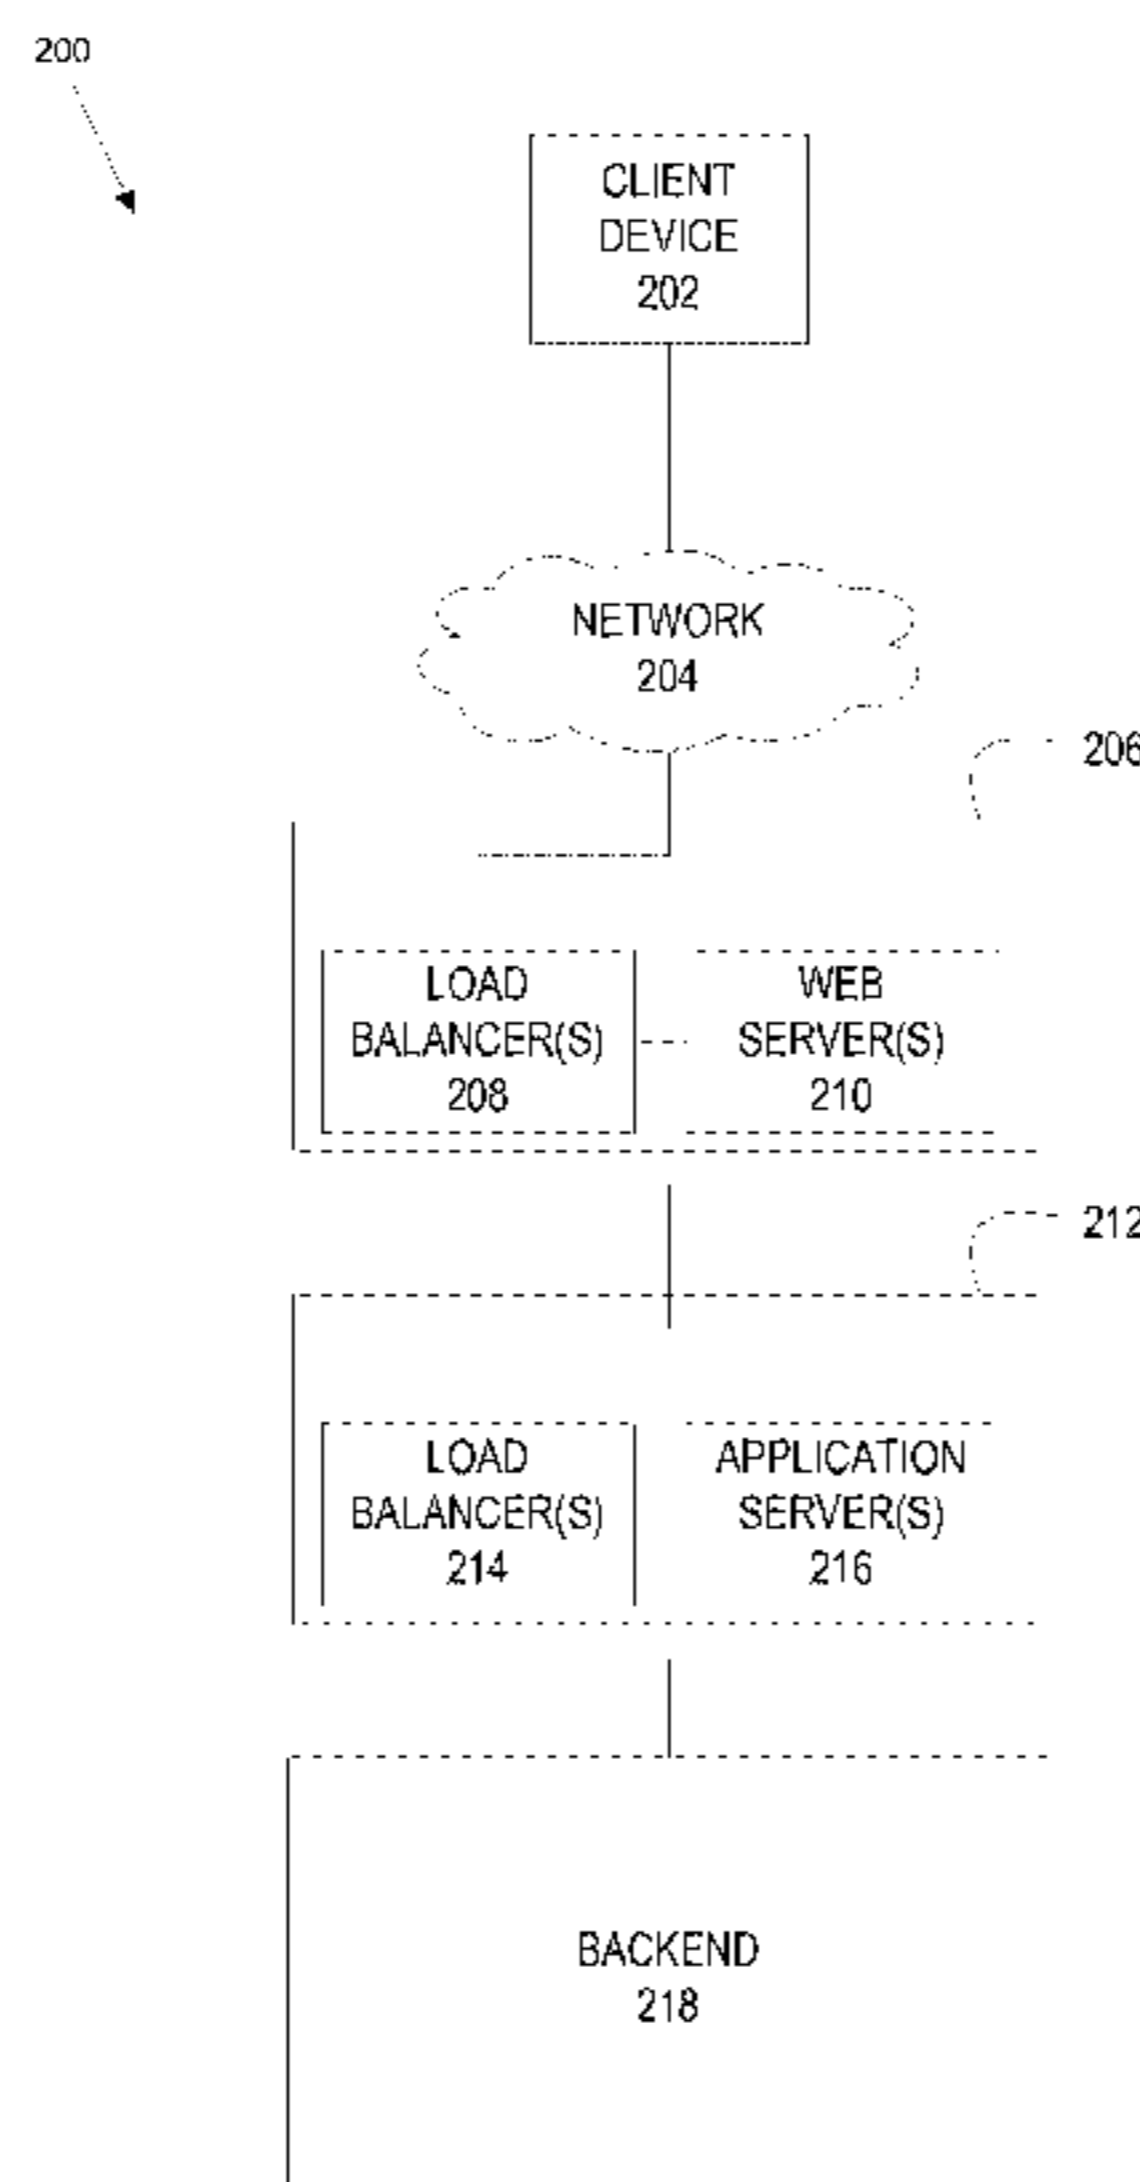 200
CLIENT
DEVICE
202
NETWORK
204
206
LOAD
BALANCER(S)
208
WEB
SERVER(S)
210
212
LOAD
BALANCER(S)
214
APPLICATION
SERVER(S)
216
BACKEND
218